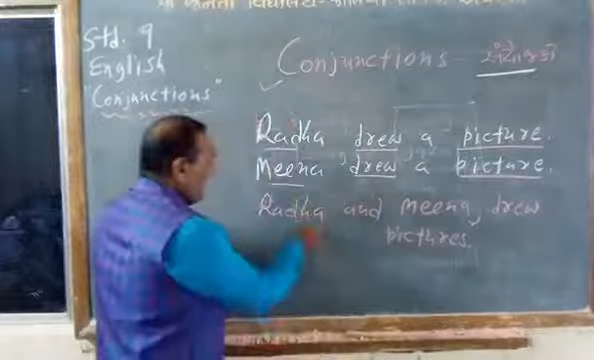 Std. 9
English
"Conjunctions"
Conjunctions - સંયોજકો
Radha drew a picture.
Meena drew a picture.
Radha and Meena, drew
pictures.